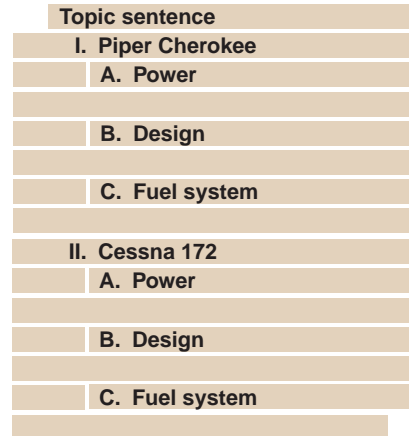 Topic sentence
I. Piper Cherokee
A. Power
B. Design
C. Fuel system
II. Cessna 172
A. Power
B. Design
C. Fuel system